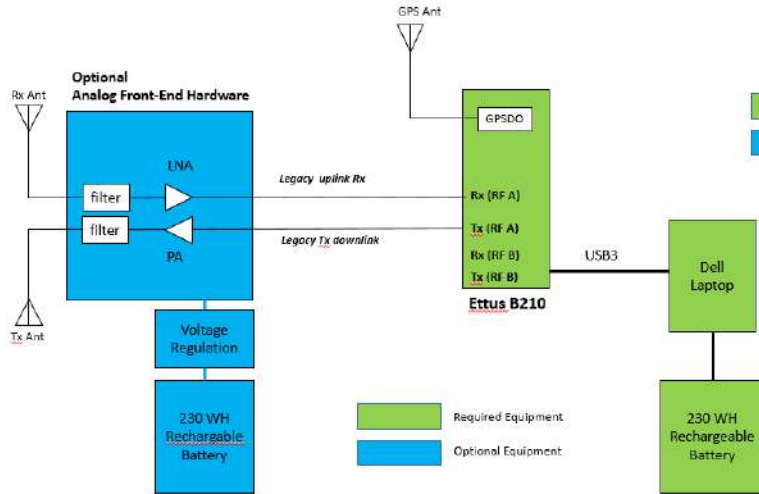 GPS Ant
Optional
Analog Front-End Hardware
Rx Ant
GPSDO
LNA
Legacy uplink Rx
filter
Rx (RF A)
filter
Tx (RF A)
PA
Legacy Tx downlink
Rx (RF B)
Tx (RF B)
USB3
Dell
Laptop
Ettus B210
Tx Ant
Voltage
Regulation
230 WH
Rechargable
Battery
Required Equipment
Optional Equipment
230 WH
Rechargeable
Battery